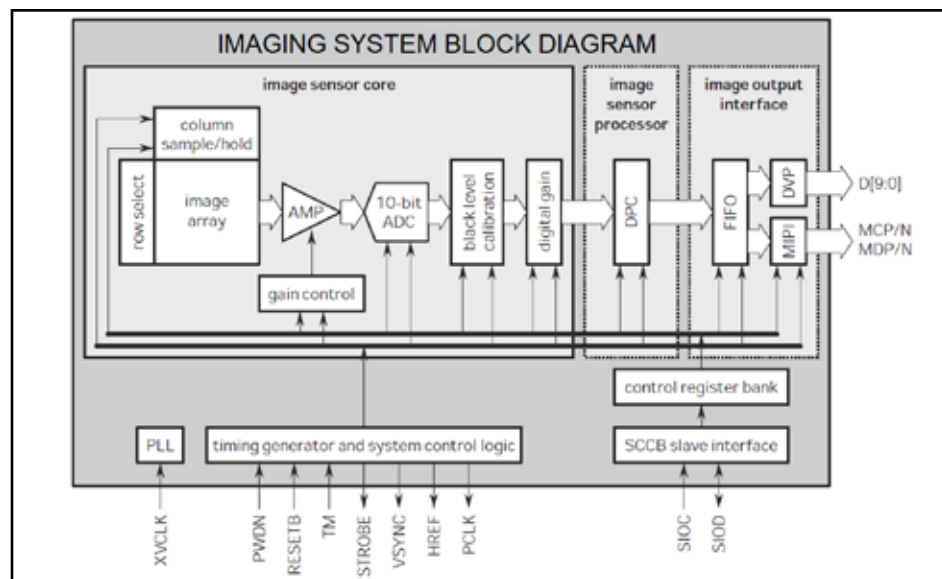 IMAGING SYSTEM BLOCK DIAGRAM
image sensor core
image
sensor
processor
image output
interface
column
sample/hold
row select
image
array
AMP
10-bit
ADC
black level
calibration
digital gain
DPC
FIFO
DVP
MIPI
D[9:0]
MCP/N
MDP/N
gain control
control register bank
PLL
timing generator and system control logic
SCCB slave interface
XVCLK
PWDN
RESETB
TM
STROBE
VSYNC
HREF
PCLK
SIOC
SIOD